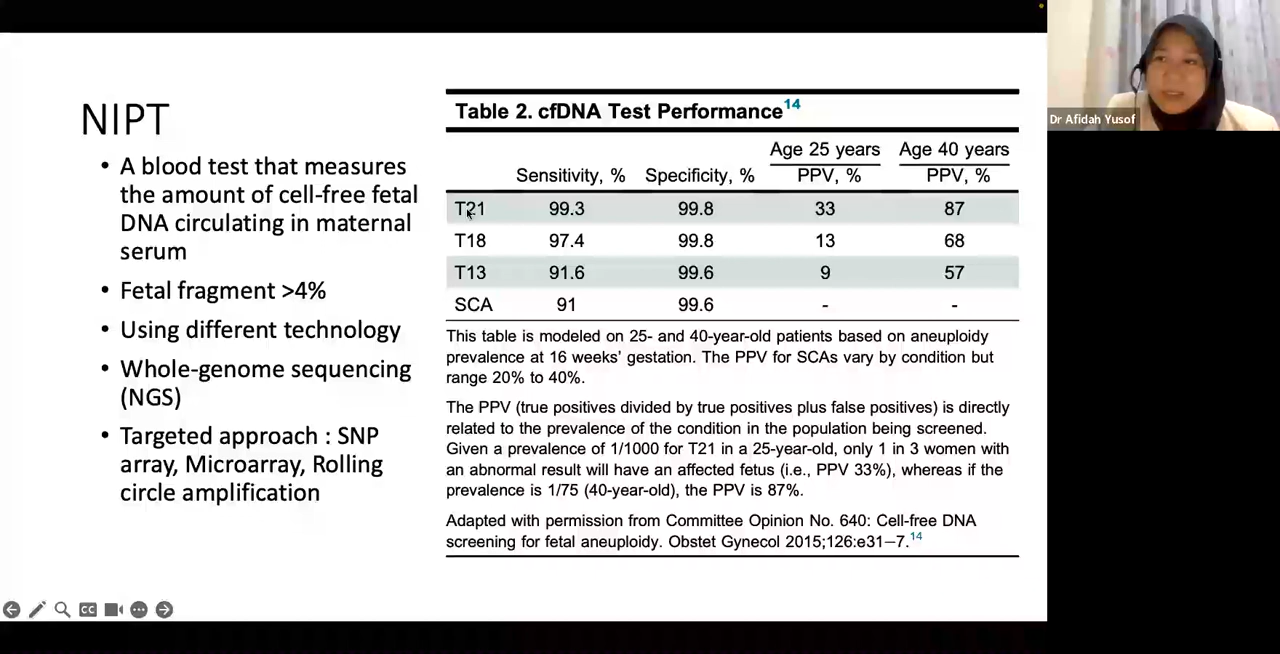 NIPT
• A blood test that measures
the amount of cell-free fetal
DNA circulating in maternal
serum
• Fetal fragment >4%
• Using different technology
• Whole-genome sequencing
(NGS)
• Targeted approach : SNP
array, Microarray, Rolling
circle amplification
Table 2. cfDNA Test Performance14
Age 25 years Age 40 years
Sensitivity, % Specificity, % PPV, % PPV, %
T21 99.3 99.8 33 87
T18 97.4 99.8 13 68
T13 91.6 99.6 9 57
SCA 91 99.6 - -
This table is modeled on 25- and 40-year-old patients based on aneuploidy
prevalence at 16 weeks' gestation. The PPV for SCAs vary by condition but
range 20% to 40%.
The PPV (true positives divided by true positives plus false positives) is directly
related to the prevalence of the condition in the population being screened.
Given a prevalence of 1/1000 for T21 in a 25-year-old, only 1 in 3 women with
an abnormal result will have an affected fetus (i.e., PPV 33%), whereas if the
prevalence is 1/75 (40-year-old), the PPV is 87%.
Adapted with permission from Committee Opinion No. 640: Cell-free DNA
screening for fetal aneuploidy. Obstet Gynecol 2015;126:e31–7.14
Dr Afidah Yusof
CC